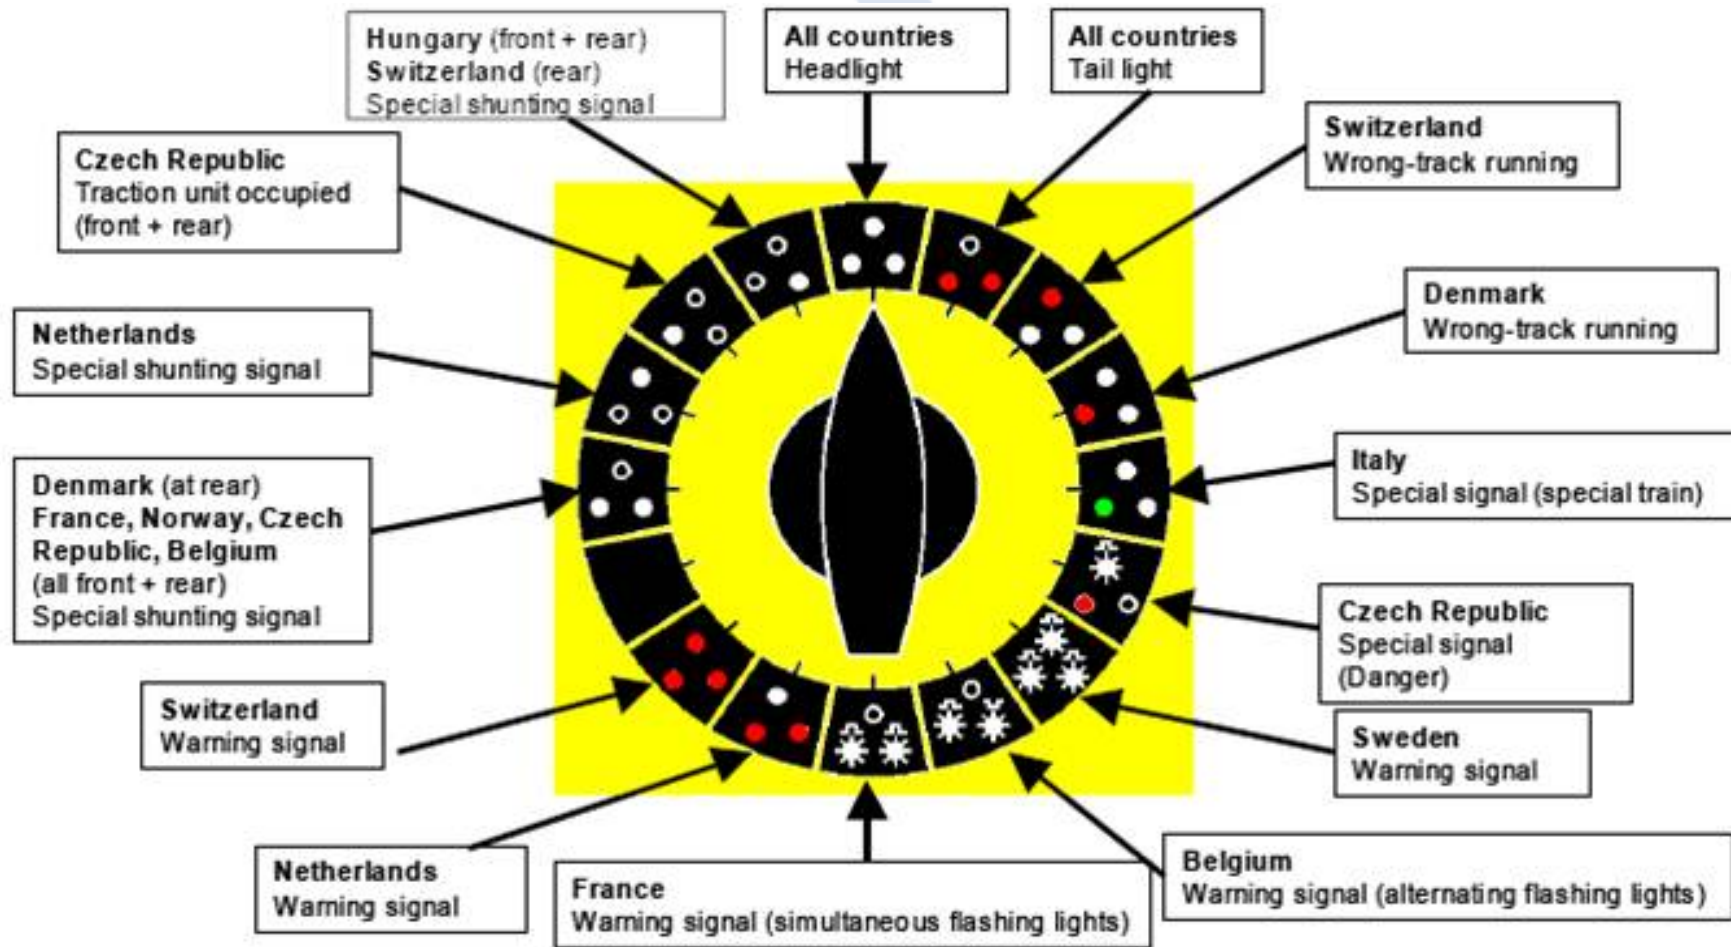 Hungary (front + rear)
Switzerland (rear)
Special shunting signal
All countries
Headlight
All countries
Tail light
Switzerland
Wrong-track running
Czech Republic
Traction unit occupied
(front + rear)
Denmark
Wrong-track running
Netherlands
Special shunting signal
Italy
Special signal (special train)
Denmark (at rear)
France, Norway, Czech
Republic, Belgium
(all front + rear)
Special shunting signal
Czech Republic
Special signal
(Danger)
Switzerland
Warning signal
Sweden
Warning signal
Netherlands
Warning signal
France
Warning signal (simultaneous flashing lights)
Belgium
Warning signal (alternating flashing lights)